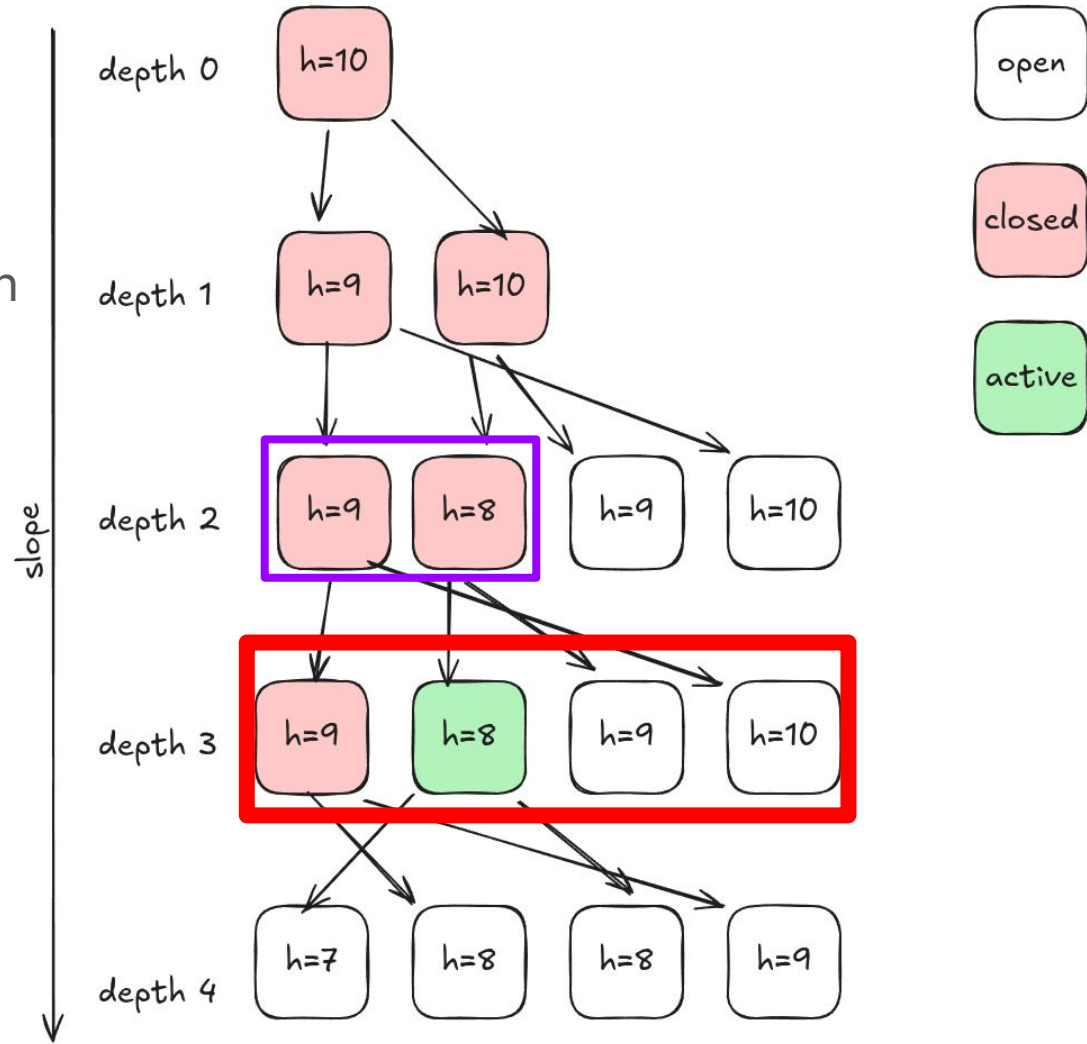 depth 0
h=10
open
closed
n
depth 1
h=9
h=10
active
slope
depth 2
h=9
h=8
h=9
h=10
depth 3
h=9
h=8
h=9
h=10
depth 4
h=7
h=8
h=8
h=9